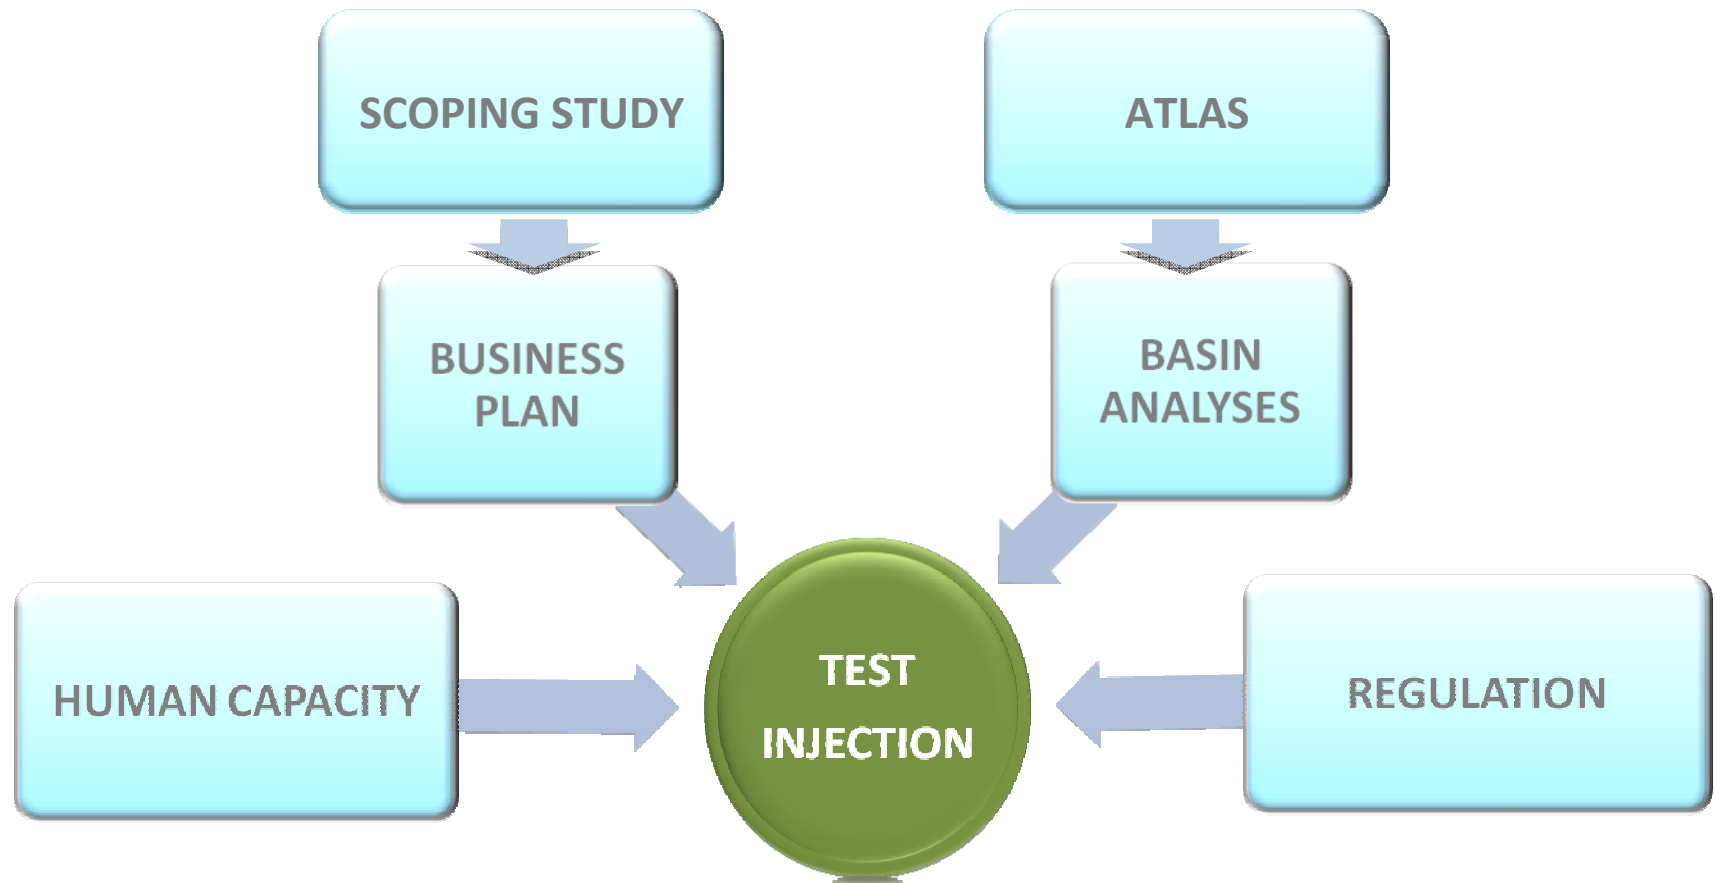 SCOPING STUDY
ATLAS
BUSINESS
PLAN
BASIN
ANALYSES
HUMAN CAPACITY
TEST
INJECTION
REGULATION